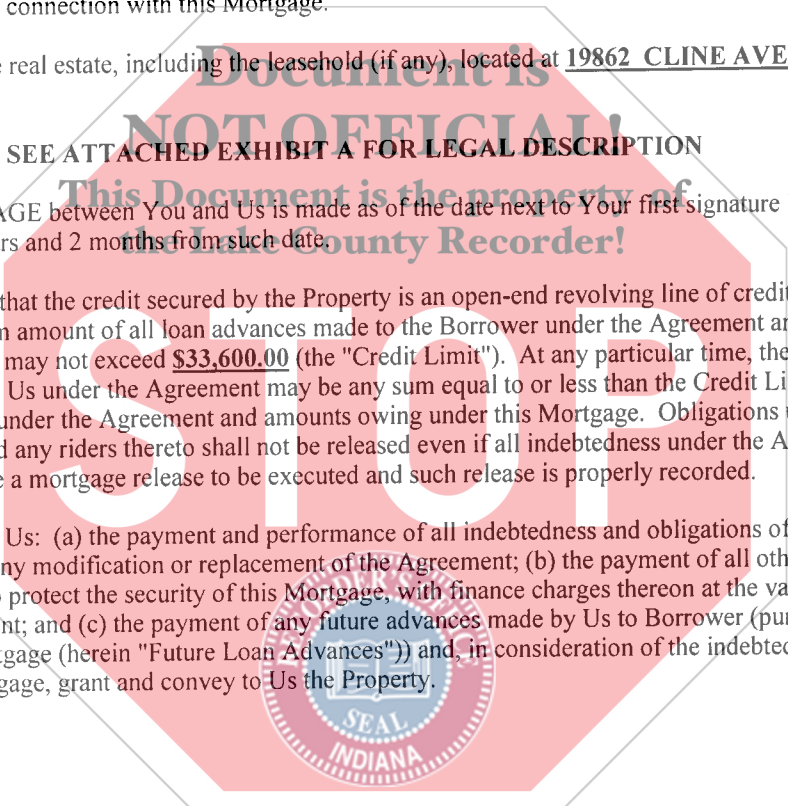 connection with this Mortgage.
e real estate, including the leasehold (if any), located at 19862 CLINE AVE
Document is
NOT OFFICIAL!
SEE ATTACHED EXHIBIT A FOR LEGAL DESCRIPTION
This Document is the property of
AGE between You and Us is made as of the date next to Your first signature
the Lake County Recorder!
rs and 2 months from such date.
that the credit secured by the Property is an open-end revolving line of credit
n amount of all loan advances made to the Borrower under the Agreement an
may not exceed $33,600.00 (the "Credit Limit"). At any particular time, the
Us under the Agreement may be any sum equal to or less than the Credit Li
under the Agreement and amounts owing under this Mortgage. Obligations
d any riders thereto shall not be released even if all indebtedness under the A
e a mortgage release to be executed and such release is properly recorded.
STOP
Us: (a) the payment and performance of all indebtedness and obligations of
ny modification or replacement of the Agreement; (b) the payment of all oth
o protect the security of this Mortgage, with finance charges thereon at the va
nt; and (c) the payment of any future advances made by Us to Borrower (pur
tgage (herein "Future Loan Advances")) and, in consideration of the indebted
gage, grant and convey to Us the Property.
RECORDER'S OFFICE
SEAL
INDIANA